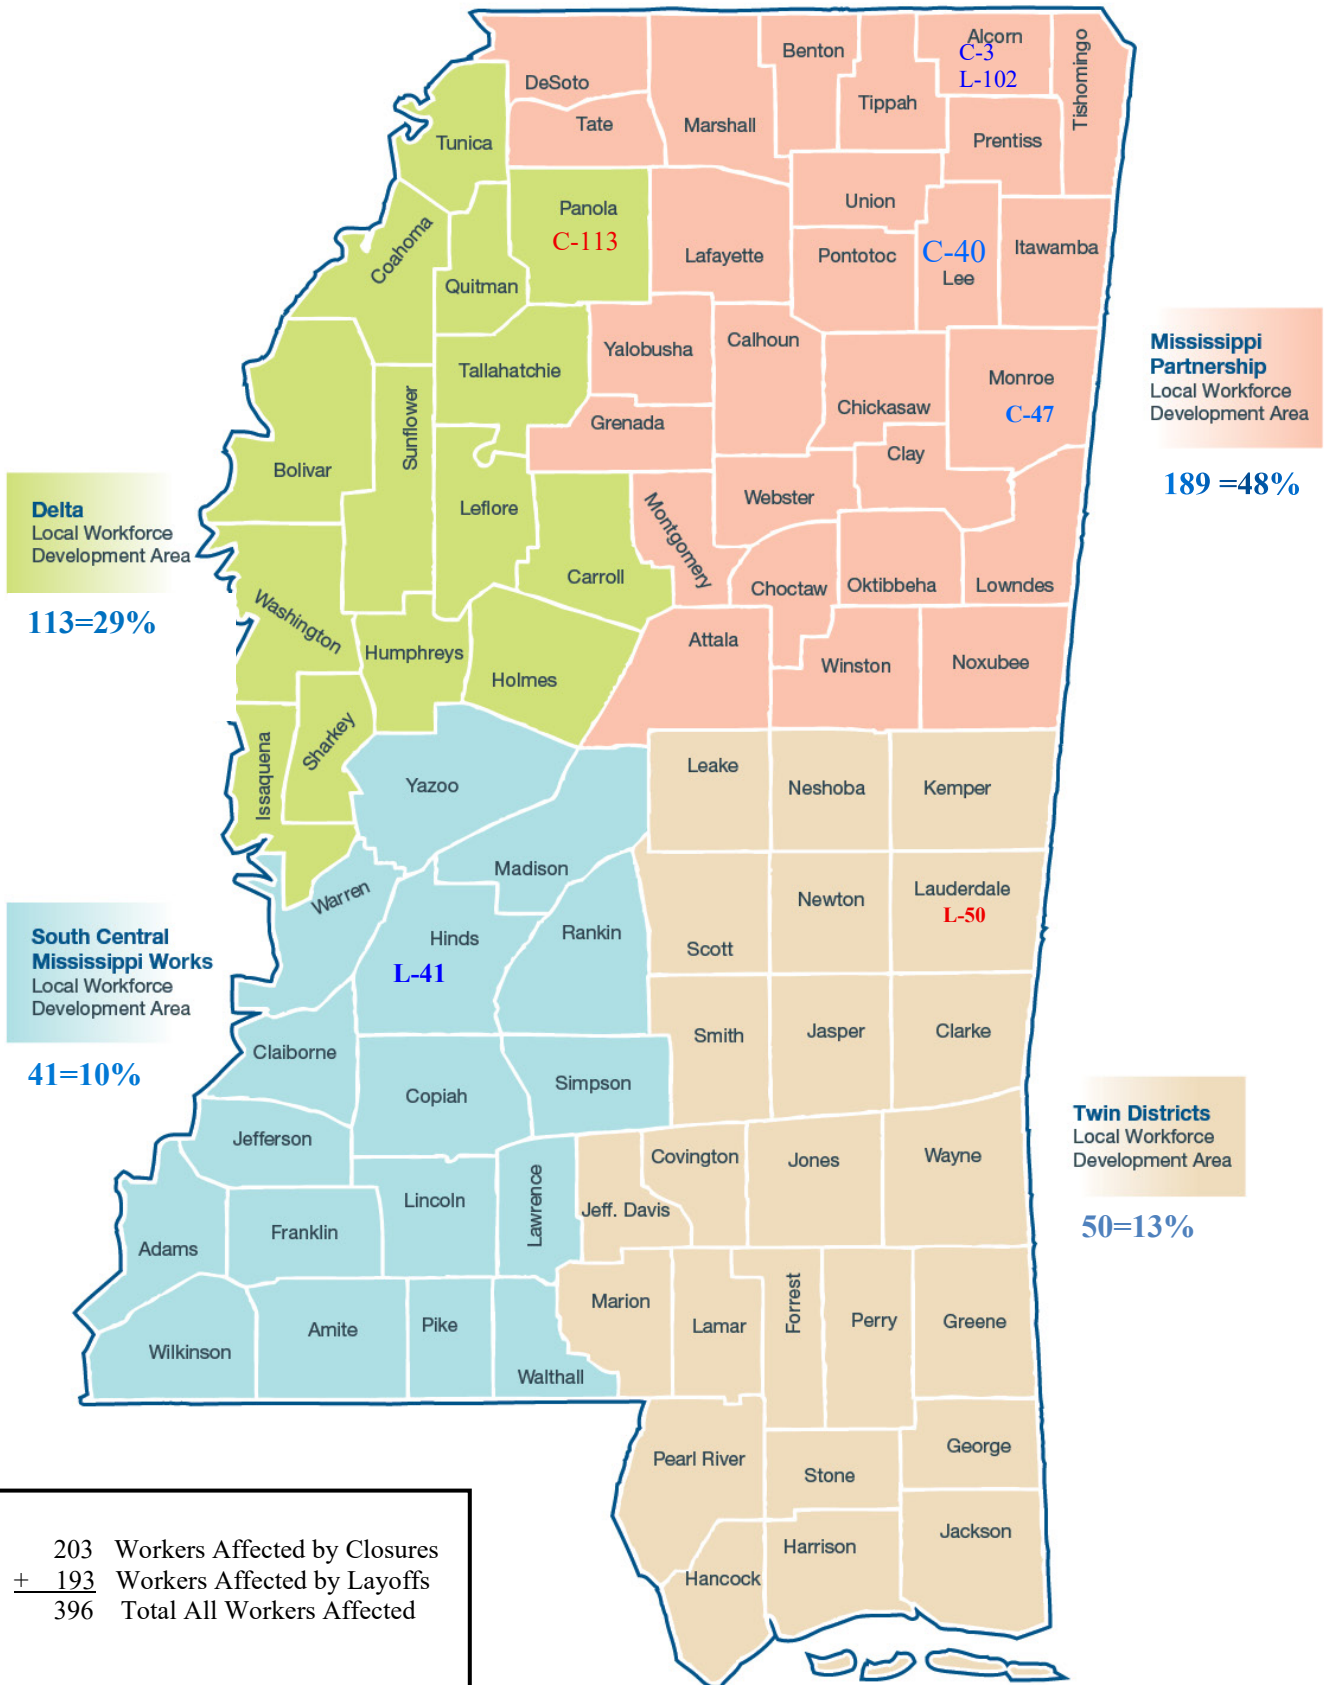 Alcorn
C-3
L-102
Tishomingo
Benton
DeSoto
Tippah
Tate
Marshall
Prentiss
Tunica
Union
Panola
C-113
Coahoma
Quitman
Lafayette
Pontotoc
C-40
Lee
Itawamba
Yalobusha
Calhoun
Tallahatchie
Monroe
C-47
Chickasaw
Grenada
Sunflower
Clay
Bolivar
Webster
Leflore
Montgomery
Carroll
Choctaw
Oktibbeha
Lowndes
Washington
Humphreys
Attala
Winston
Noxubee
Holmes
Sharkey
Issaquena
Mississippi
Partnership
Local Workforce
Development Area
189 =48%
Delta
Local Workforce
Development Area
113=29%
Yazoo
Leake
Neshoba
Kemper
Madison
Warren
Newton
Lauderdale
L-50
Hinds
L-41
Rankin
Scott
South Central
Mississippi Works
Local Workforce
Development Area
41=10%
Smith
Jasper
Clarke
Claiborne
Copiah
Simpson
Jefferson
Covington
Jones
Wayne
Lincoln
Lawrence
Jeff. Davis
Franklin
Adams
Twin Districts
Local Workforce
Development Area
50=13%
Marion
Lamar
Forrest
Perry
Greene
Wilkinson
Amite
Pike
Walthall
Pearl River
Stone
George
Harrison
Jackson
Hancock
203 Workers Affected by Closures
+ 193 Workers Affected by Layoffs
396 Total All Workers Affected